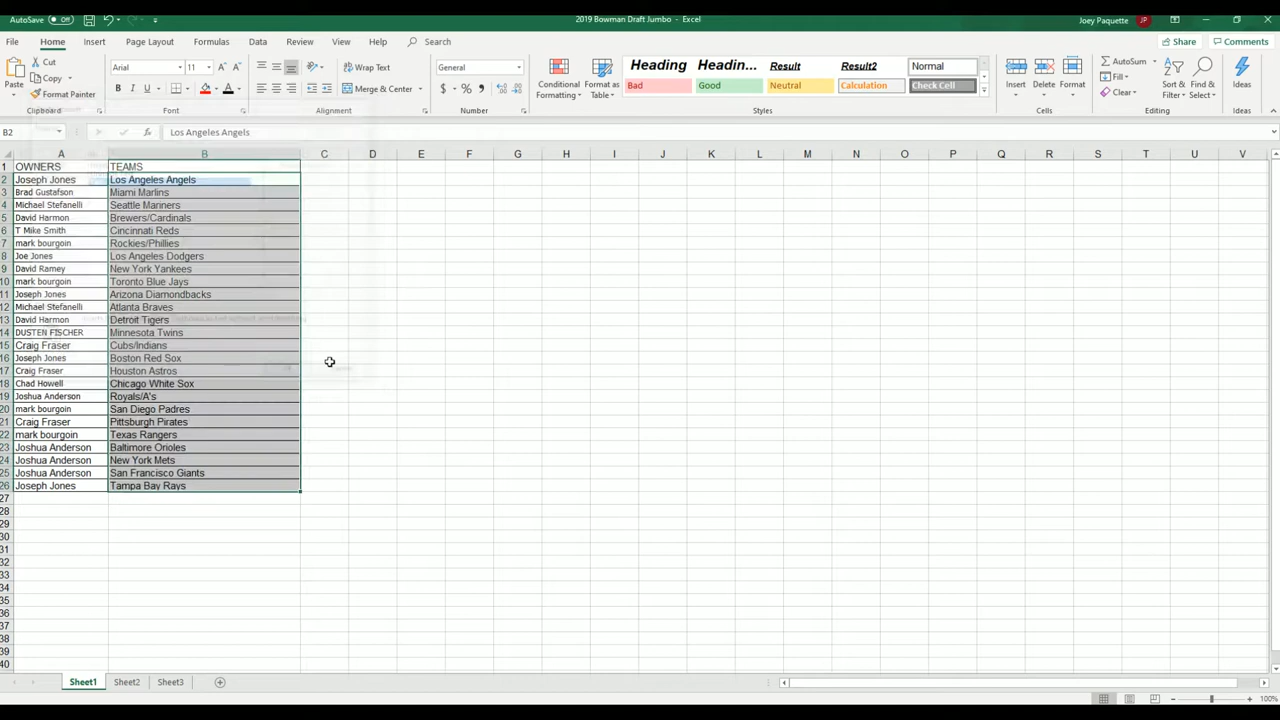 AutoSave Off 2019 Bowman Draft Jumbo - Excel Joey Paquette JP
File Home Insert Page Layout Formulas Data Review View Help Search Share Comments
Paste Cut Copy Format Painter
Arial 11 B I U
Wrap Text Merge & Center
General $ % ,
Conditional Formatting Format as Table
Heading Headin... Result Result2 Normal
Bad Good Neutral Calculation Check Cell
Insert Delete Format
AutoSum Fill Clear Sort & Filter Find & Select Ideas
Clipboard Font Alignment Number Styles Cells Editing Ideas
B2 fx Los Angeles Angels
A B C D E F G H I J K L M N O P Q R S T U V
1 OWNERS TEAMS
2 Joseph Jones Los Angeles Angels
3 Brad Gustafson Miami Marlins
4 Michael Stefanelli Seattle Mariners
5 David Harmon Brewers/Cardinals
6 T Mike Smith Cincinnati Reds
7 mark bourgoin Rockies/Phillies
8 Joe Jones Los Angeles Dodgers
9 David Ramey New York Yankees
10 mark bourgoin Toronto Blue Jays
11 Joseph Jones Arizona Diamondbacks
12 Michael Stefanelli Atlanta Braves
13 David Harmon Detroit Tigers
14 DUSTEN FISCHER Minnesota Twins
15 Craig Fraser Cubs/Indians
16 Joseph Jones Boston Red Sox
17 Craig Fraser Houston Astros
18 Chad Howell Chicago White Sox
19 Joshua Anderson Royals/A's
20 mark bourgoin San Diego Padres
21 Craig Fraser Pittsburgh Pirates
22 mark bourgoin Texas Rangers
23 Joshua Anderson Baltimore Orioles
24 Joshua Anderson New York Mets
25 Joshua Anderson San Francisco Giants
26 Joseph Jones Tampa Bay Rays
27
28
29
30
31
32
33
34
35
36
37
38
39
40
Sheet1 Sheet2 Sheet3
100%